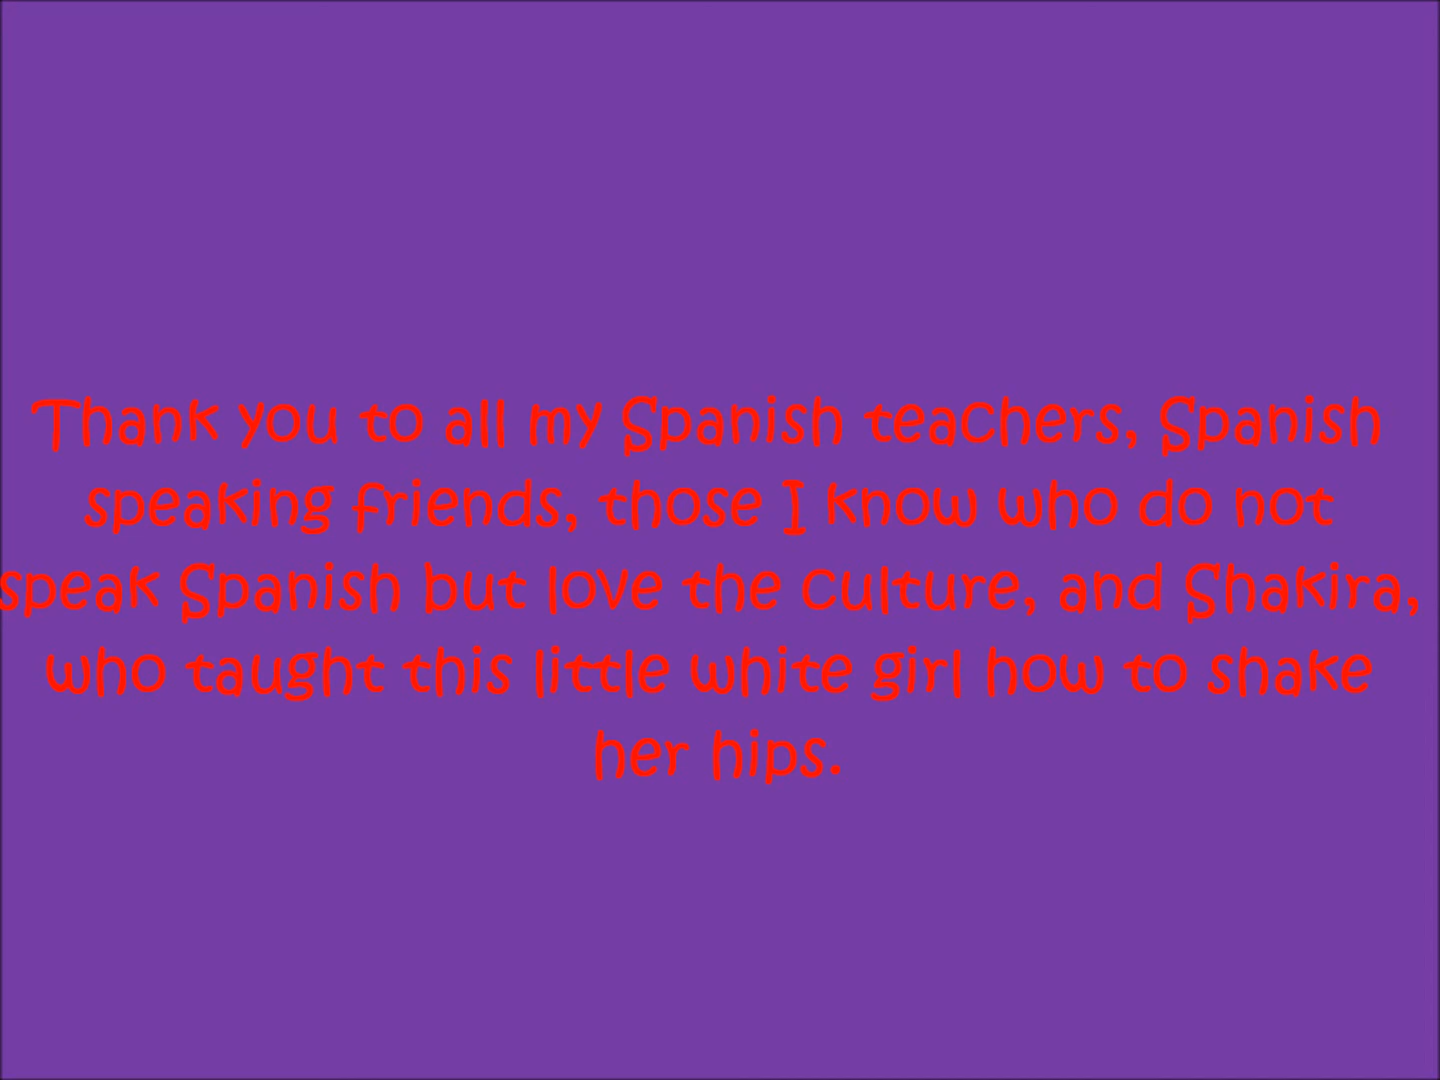 Thank you to all my Spanish teachers, Spanish
speaking friends, those I know who do not
speak Spanish but love the culture, and Shakira,
who taught this little white girl how to shake
her hips.